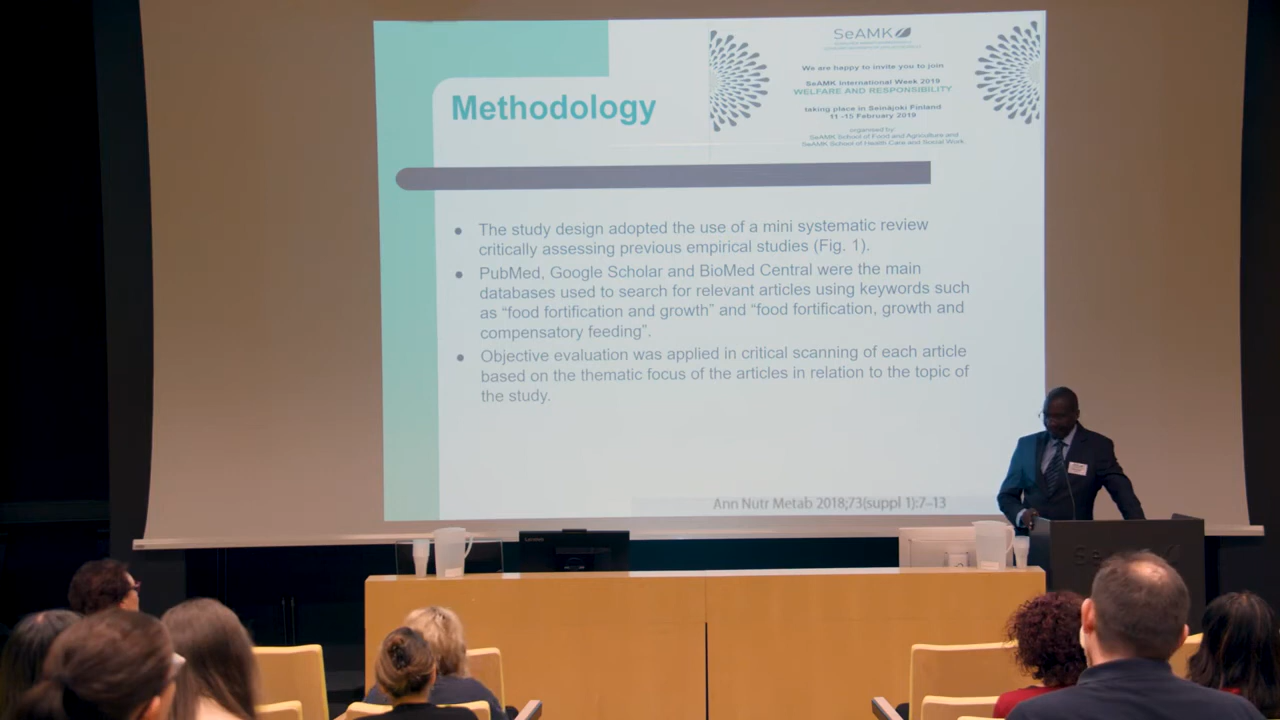 SeAMK
We are happy to invite you to join
SeAMK International Week 2019
WELFARE AND RESPONSIBILITY
taking place in Seinäjoki Finland
11 -15 February 2019
organised by:
SeAMK School of Food and Agriculture and
SeAMK School of Health Care and Social Work
Methodology
● The study design adopted the use of a mini systematic review
critically assessing previous empirical studies (Fig. 1).
● PubMed, Google Scholar and BioMed Central were the main
databases used to search for relevant articles using keywords such
as “food fortification and growth” and “food fortification, growth and
compensatory feeding”.
● Objective evaluation was applied in critical scanning of each article
based on the thematic focus of the articles in relation to the topic of
the study.
Ann Nutr Metab 2018;73(suppl 1):7–13
Lenovo
SeAMK